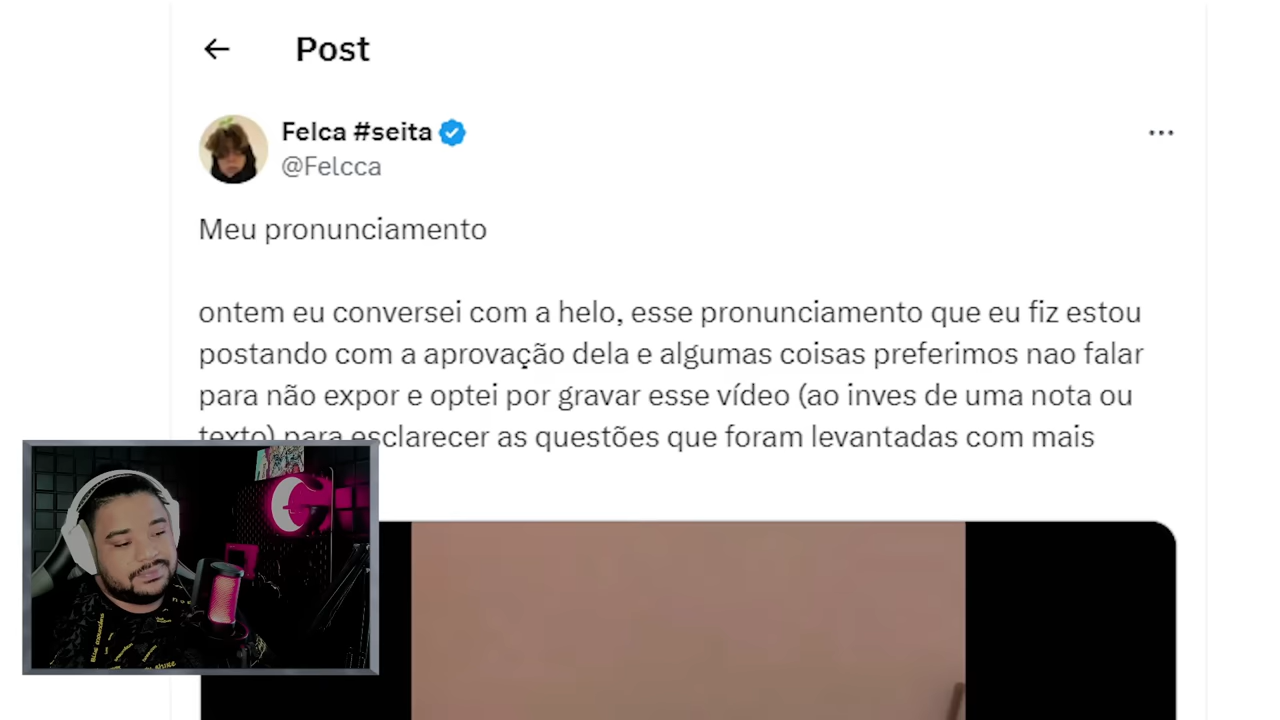 Post
Felca #seita
@Felcca
Meu pronunciamento
ontem eu conversei com a helo, esse pronunciamento que eu fiz estou
postando com a aprovação dela e algumas coisas preferimos nao falar
para não expor e optei por gravar esse vídeo (ao inves de uma nota ou
texto) para esclarecer as questões que foram levantadas com mais